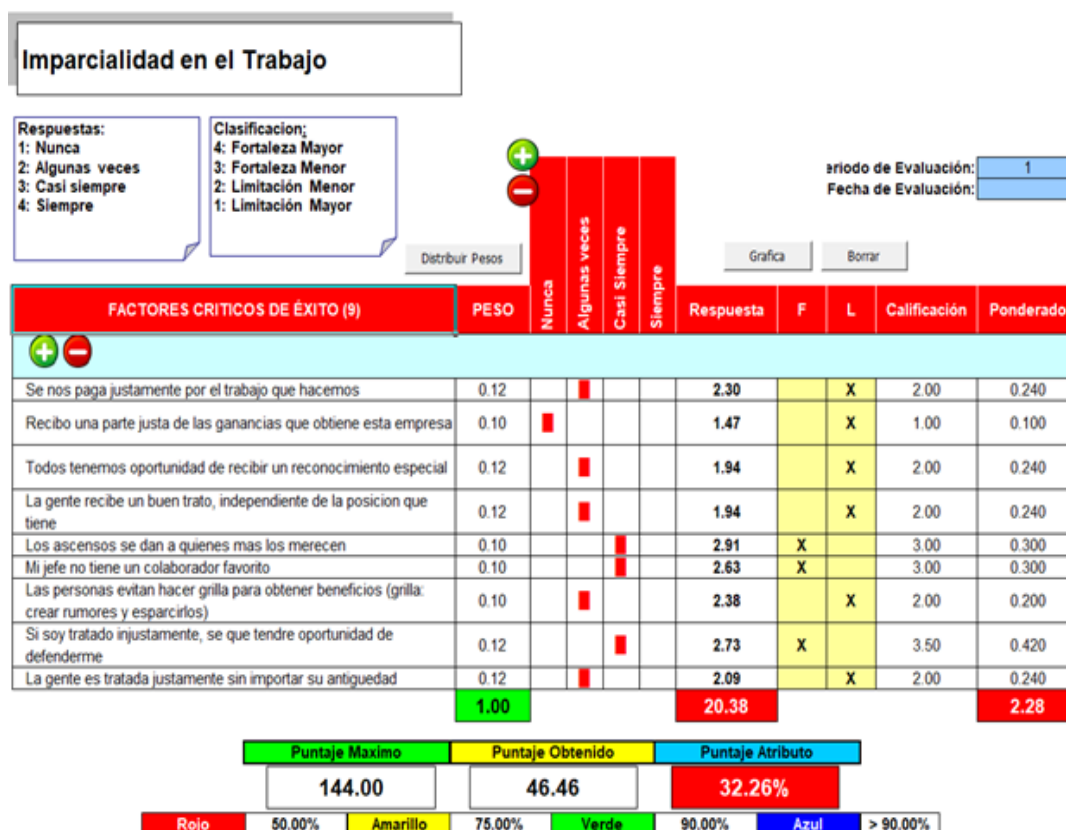 Imparcialidad en el Trabajo
Respuestas:
1: Nunca
2: Algunas veces
3: Casi siempre
4: Siempre
Clasificacion:
4: Fortaleza Mayor
3: Fortaleza Menor
2: Limitación Menor
1: Limitación Mayor
eriodo de Evaluación: 1
Fecha de Evaluación:
Distribuir Pesos
Grafica
Borrar
FACTORES CRITICOS DE ÉXITO (9) PESO Nunca Algunas veces Casi Siempre Siempre Respuesta F L Calificación Ponderado
Se nos paga justamente por el trabajo que hacemos 0.12 2.30 X 2.00 0.240
Recibo una parte justa de las ganancias que obtiene esta empresa 0.10 1.47 X 1.00 0.100
Todos tenemos oportunidad de recibir un reconocimiento especial 0.12 1.94 X 2.00 0.240
La gente recibe un buen trato, independiente de la posicion que
tiene 0.12 1.94 X 2.00 0.240
Los ascensos se dan a quienes mas los merecen 0.10 2.91 X 3.00 0.300
Mi jefe no tiene un colaborador favorito 0.10 2.63 X 3.00 0.300
Las personas evitan hacer grilla para obtener beneficios (grilla:
crear rumores y esparcirlos) 0.10 2.38 X 2.00 0.200
Si soy tratado injustamente, se que tendre oportunidad de
defenderme 0.12 2.73 X 3.50 0.420
La gente es tratada justamente sin importar su antiguedad 0.12 2.09 X 2.00 0.240
1.00 20.38 2.28
Puntaje Maximo Puntaje Obtenido Puntaje Atributo
144.00 46.46 32.26%
Rojo 50.00% Amarillo 75.00% Verde 90.00% Azul > 90.00%